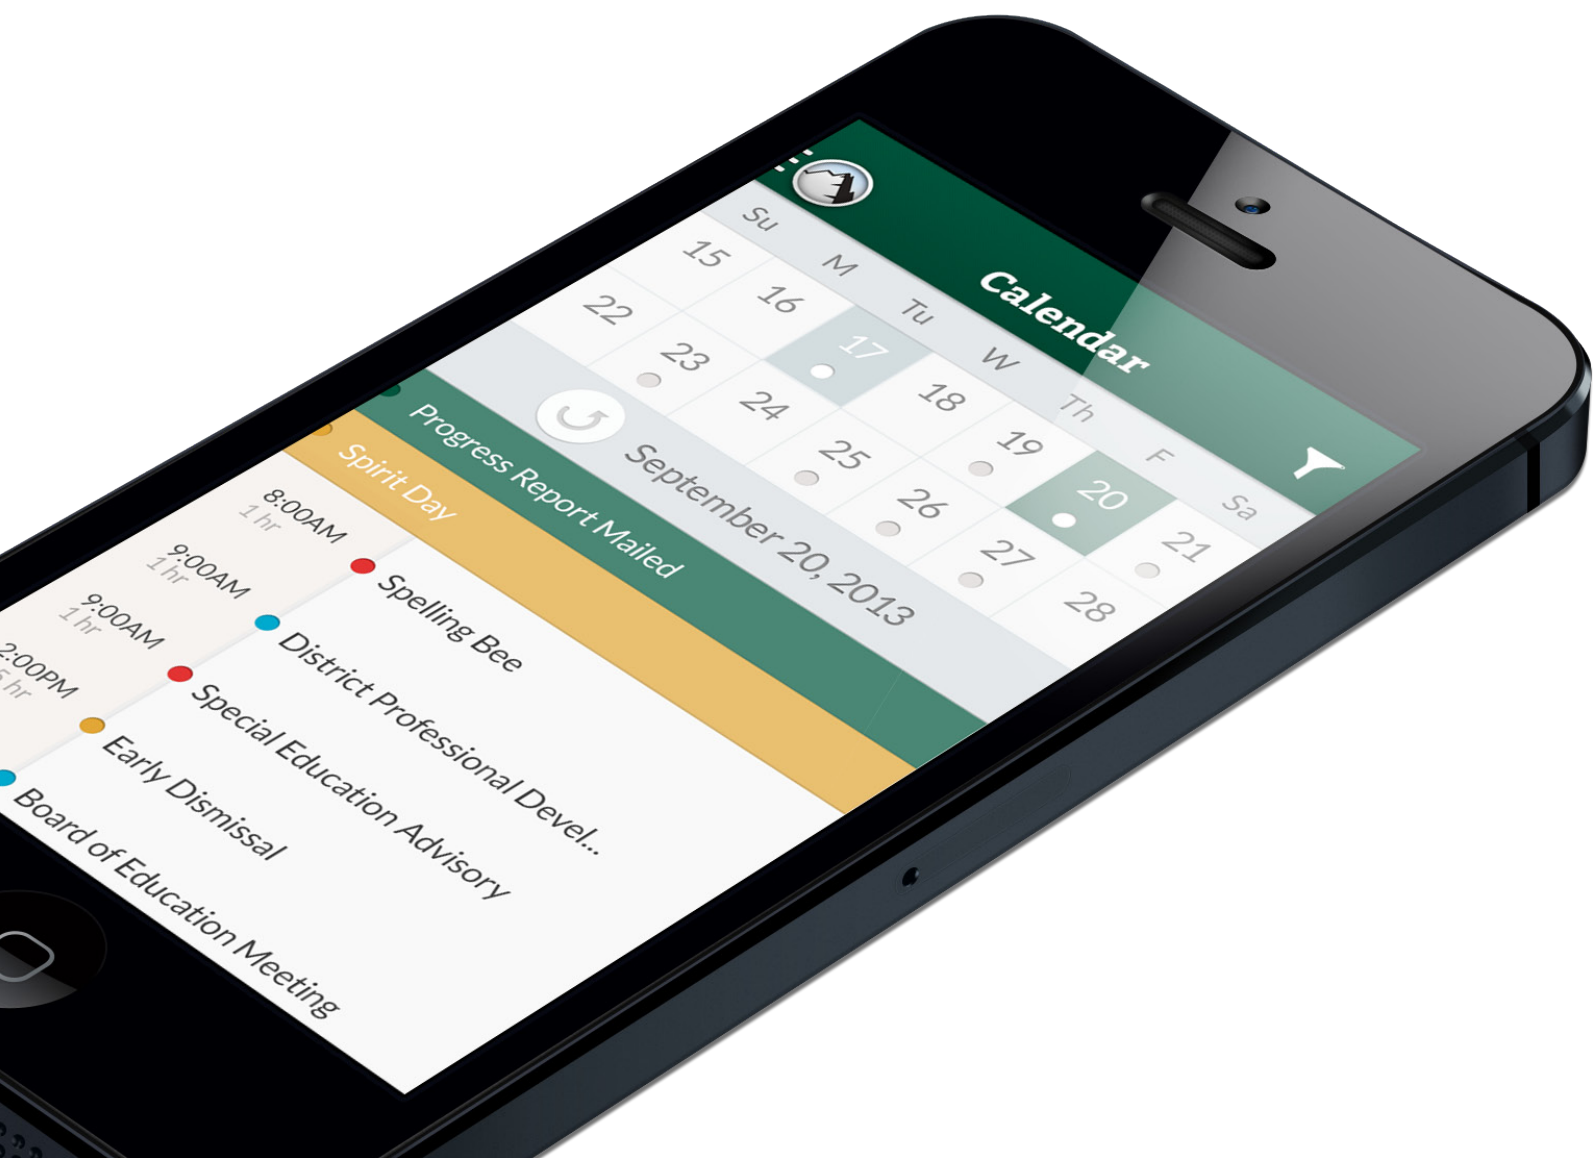 Calendar
Su M Tu W Th F Sa
15 16 17 18 19 20 21
22 23 24 25 26 27 28
September 20, 2013
Progress Report Mailed
Spirit Day
8:00AM Spelling Bee
1 hr
9:00AM District Professional Devel...
1 hr
9:00AM Special Education Advisory
1 hr
2:00PM Early Dismissal
5 hr
Board of Education Meeting